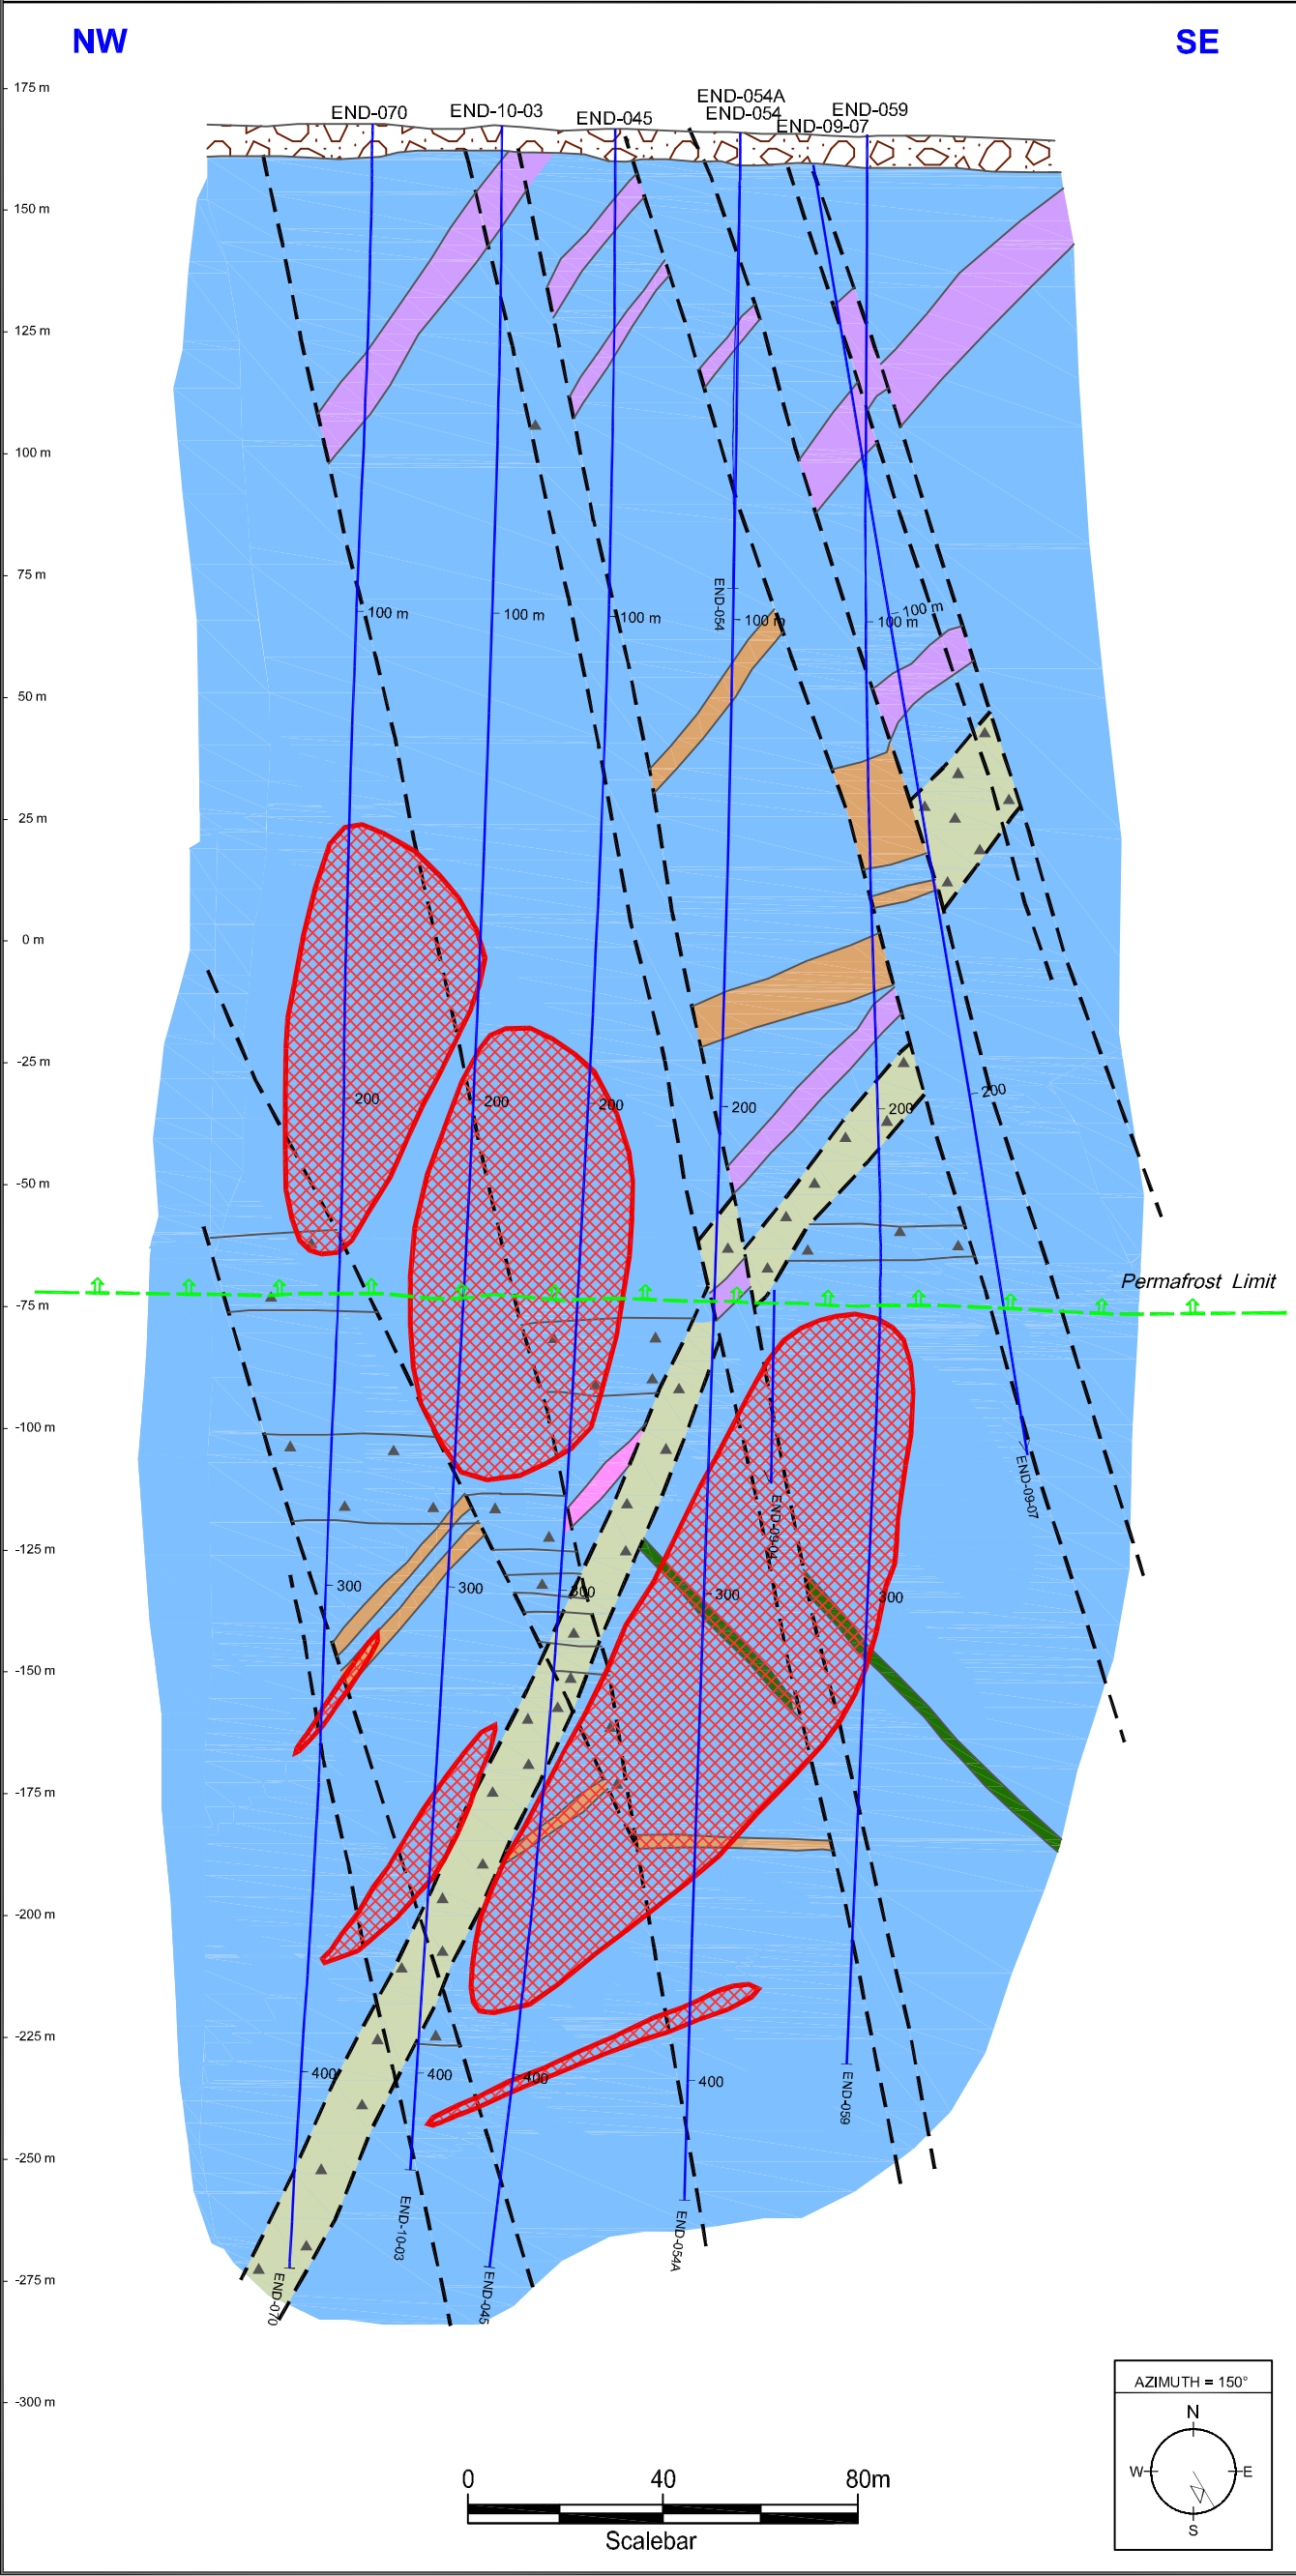 NW
SE
175 m
END-054A
END-070
END-10-03
END-045
END-054
END-059
END-09-07
150 m
125 m
100 m
75 m
END-054
100 m
100 m
100 m
100 m
100 m
100 m
50 m
25 m
0 m
-25 m
200
200
200
200
200
200
-50 m
Permafrost Limit
-75 m
-100 m
END-09-07
END-09-04
-125 m
300
300
300
300
300
-150 m
-175 m
-200 m
-225 m
400
400
400
400
END-059
-250 m
END-10-03
END-054A
-275 m
END-070
END-045
-300 m
AZIMUTH = 150°
N
W
E
S
0
40
80m
Scalebar